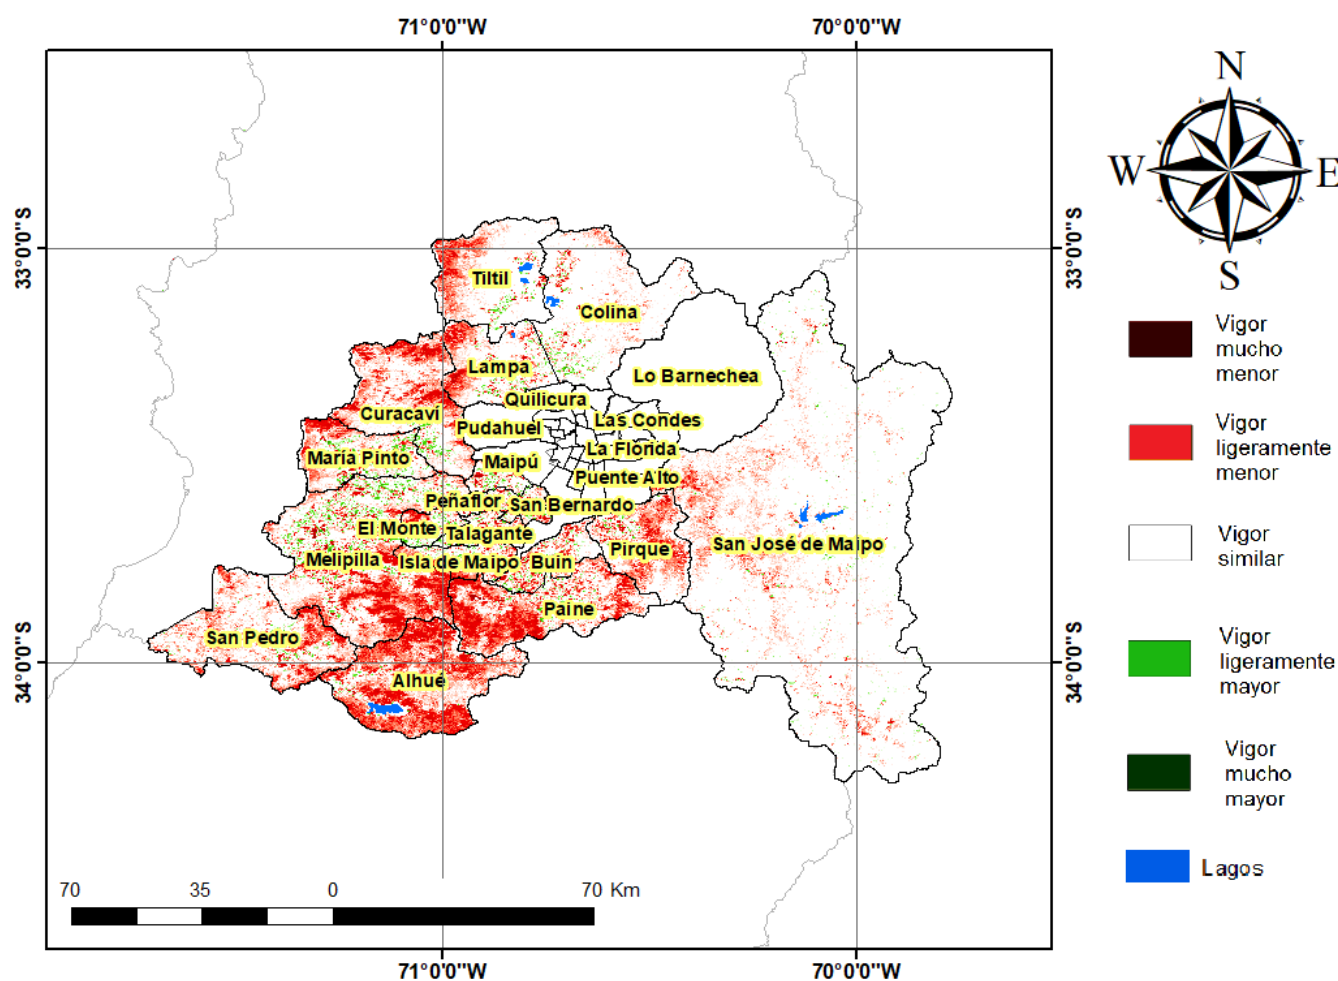 71°0'0"W
70°0'0"W
N
W
E
S
33°0'0"S
33°0'0"S
Tiltil
Colina
Lampa
Lo Barnechea
Quilicura
Curacaví
Las Condes
Pudahuel
La Florida
María Pinto
Maipú
Puente Alto
Peñaflor
San Bernardo
El Monte
Talagante
Pirque
San José de Maipo
Melipilla
Isla de Maipo
Buin
Paine
San Pedro
Alhué
34°0'0"S
34°0'0"S
70
35
0
70 Km
71°0'0"W
70°0'0"W
Vigor
mucho
menor
Vigor
ligeramente
menor
Vigor
similar
Vigor
ligeramente
mayor
Vigor
mucho
mayor
Lagos